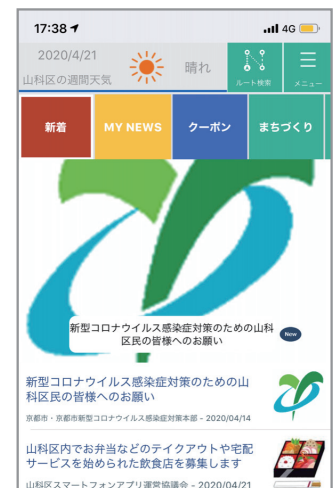 17:38
4G
2020/4/21
晴れ
山科区の週間天気
ルート検索
メニュー
新着
MY NEWS
クーポン
まちづくり
新型コロナウイルス感染症対策のための山科
区民の皆様へのお願い
New
新型コロナウイルス感染症対策のための山
科区民の皆様へのお願い
京都市・京都市新型コロナウイルス感染症対策本部 - 2020/04/14
山科区内でお弁当などのテイクアウトや宅配
サービスを始められた飲食店を募集します
山科区スマートフォンアプリ運営協議会 - 2020/04/21